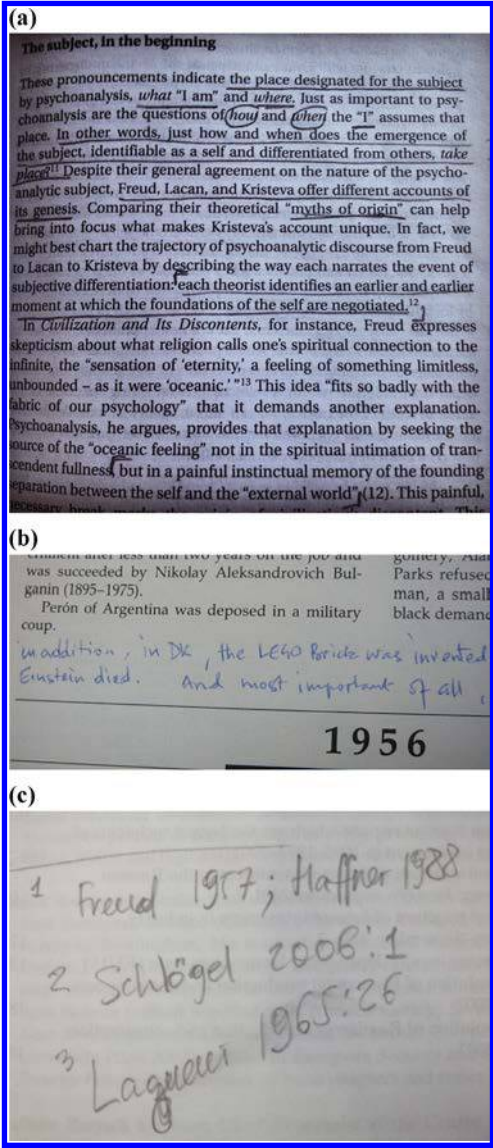 (a)
The subject, in the beginning
These pronouncements indicate the place designated for the subject
by psychoanalysis, what "I am" and where. Just as important to psy-
choanalysis are the questions of how and when the "I" assumes that
place. In other words, just how and when does the emergence of
the subject, identifiable as a self and differentiated from others, take
place?¹¹ Despite their general agreement on the nature of the psycho-
analytic subject, Freud, Lacan, and Kristeva offer different accounts of
its genesis. Comparing their theoretical "myths of origin" can help
bring into focus what makes Kristeva's account unique. In fact, we
might best chart the trajectory of psychoanalytic discourse from Freud
to Lacan to Kristeva by describing the way each narrates the event of
subjective differentiation: each theorist identifies an earlier and earlier
moment at which the foundations of the self are negotiated.¹²
In Civilization and Its Discontents, for instance, Freud expresses
skepticism about what religion calls one's spiritual connection to the
infinite, the "sensation of 'eternity,' a feeling of something limitless,
unbounded – as it were 'oceanic.' "¹³ This idea "fits so badly with the
fabric of our psychology" that it demands another explanation.
Psychoanalysis, he argues, provides that explanation by seeking the
source of the "oceanic feeling" not in the spiritual intimation of tran-
scendent fullness but in a painful instinctual memory of the founding
separation between the self and the "external world" (12). This painful,
(b)
eminent after less than two years on the job and
was succeeded by Nikolay Aleksandrovich Bul-
ganin (1895–1975).
Perón of Argentina was deposed in a military
coup.
Parks refused
man, a small
black demand
in addition, in DK, the LEGO Brick was invented
Einstein died. And most important of all,
1956
(c)
1 Freud 1957; Haffner 1988
2 Schlögel 2006:1
3 Laqueur 1965:26